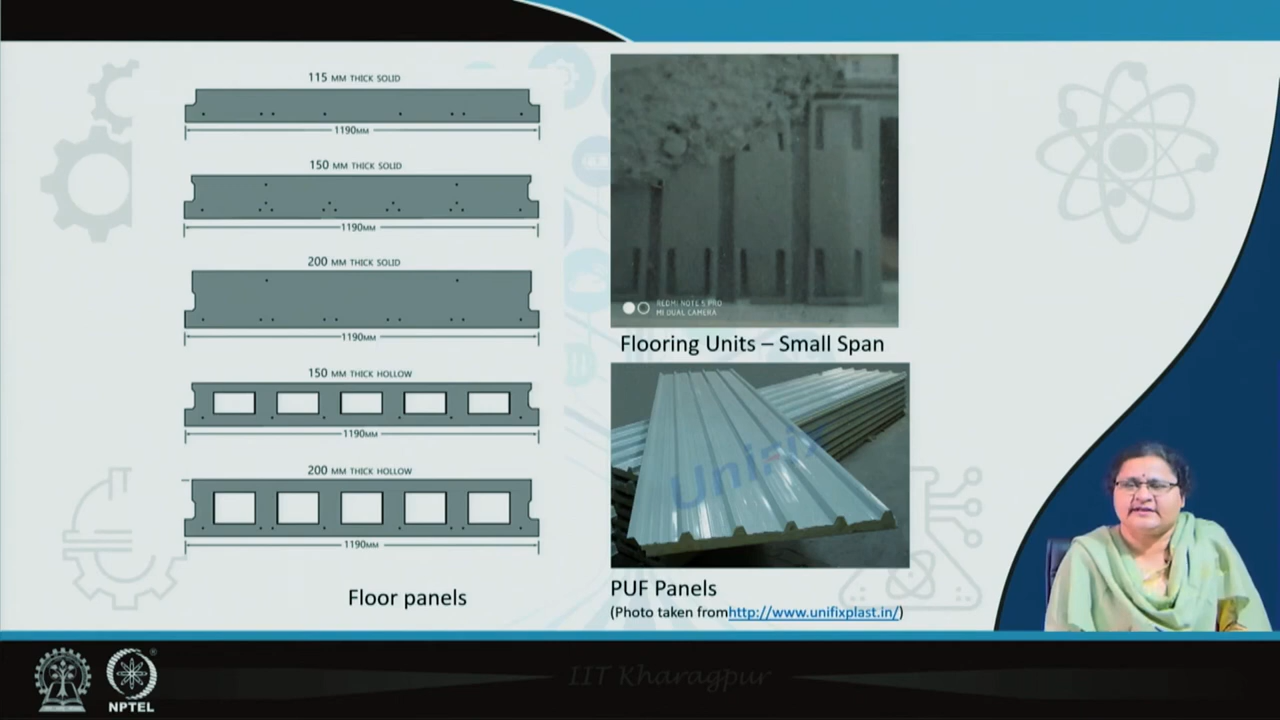 115 MM THICK SOLID
1190MM
150 MM THICK SOLID
1190MM
200 MM THICK SOLID
1190MM
150 MM THICK HOLLOW
1190MM
200 MM THICK HOLLOW
1190MM
Floor panels
REDMI NOTE 5 PRO
MI DUAL CAMERA
Flooring Units – Small Span
Unifix
PUF Panels
(Photo taken fromhttp://www.unifixplast.in/)
NPTEL
IIT Kharagpur